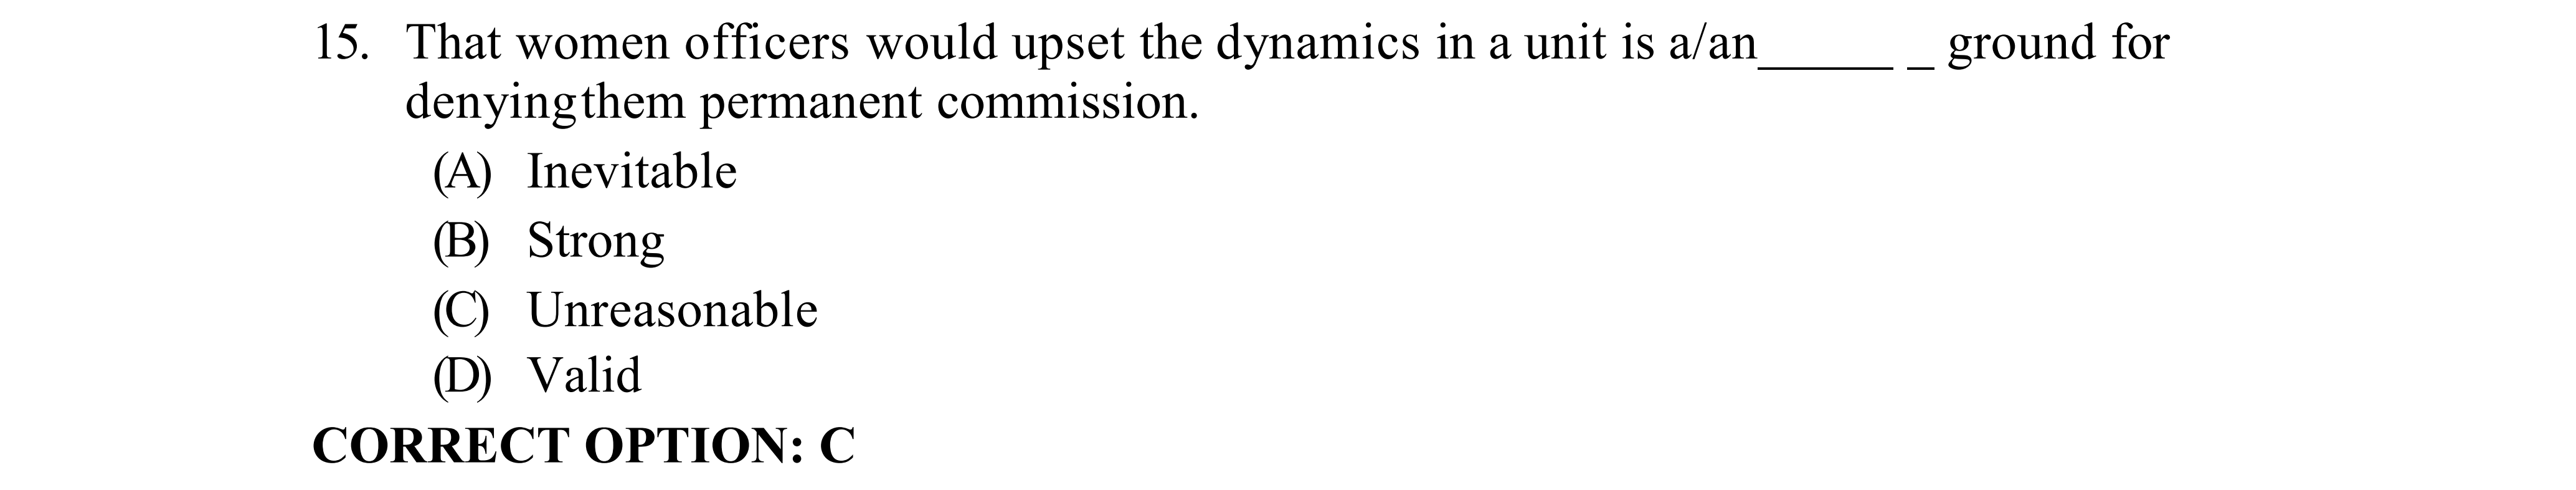 15. That women officers would upset the dynamics in a unit is a/an______ _ ground for
denyingthem permanent commission.
(A) Inevitable
(B) Strong
(C) Unreasonable
(D) Valid
CORRECT OPTION: C